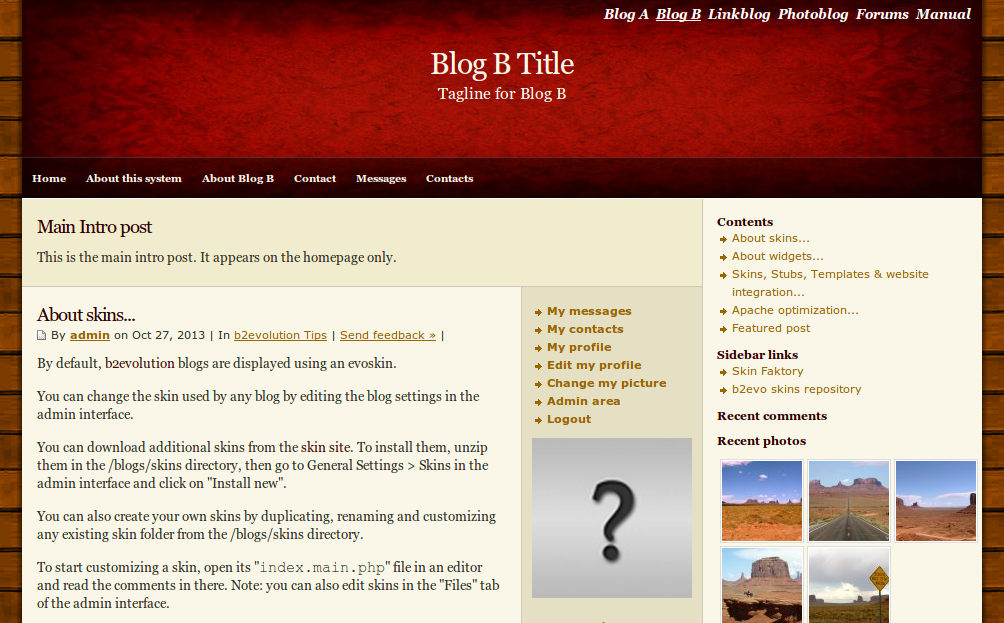 Blog A Blog B Linkblog Photoblog Forums Manual
Blog B Title
Tagline for Blog B
Home About this system About Blog B Contact Messages Contacts
Main Intro post
This is the main intro post. It appears on the homepage only.
About skins...
By admin on Oct 27, 2013 | In b2evolution Tips | Send feedback » |
By default, b2evolution blogs are displayed using an evoskin.
You can change the skin used by any blog by editing the blog settings in the
admin interface.
You can download additional skins from the skin site. To install them, unzip
them in the /blogs/skins directory, then go to General Settings > Skins in the
admin interface and click on "Install new".
You can also create your own skins by duplicating, renaming and customizing
any existing skin folder from the /blogs/skins directory.
To start customizing a skin, open its "index.main.php" file in an editor
and read the comments in there. Note: you can also edit skins in the "Files" tab
of the admin interface.
My messages
My contacts
My profile
Edit my profile
Change my picture
Admin area
Logout
?
Contents
About skins...
About widgets...
Skins, Stubs, Templates & website
integration...
Apache optimization...
Featured post
Sidebar links
Skin Faktory
b2evo skins repository
Recent comments
Recent photos